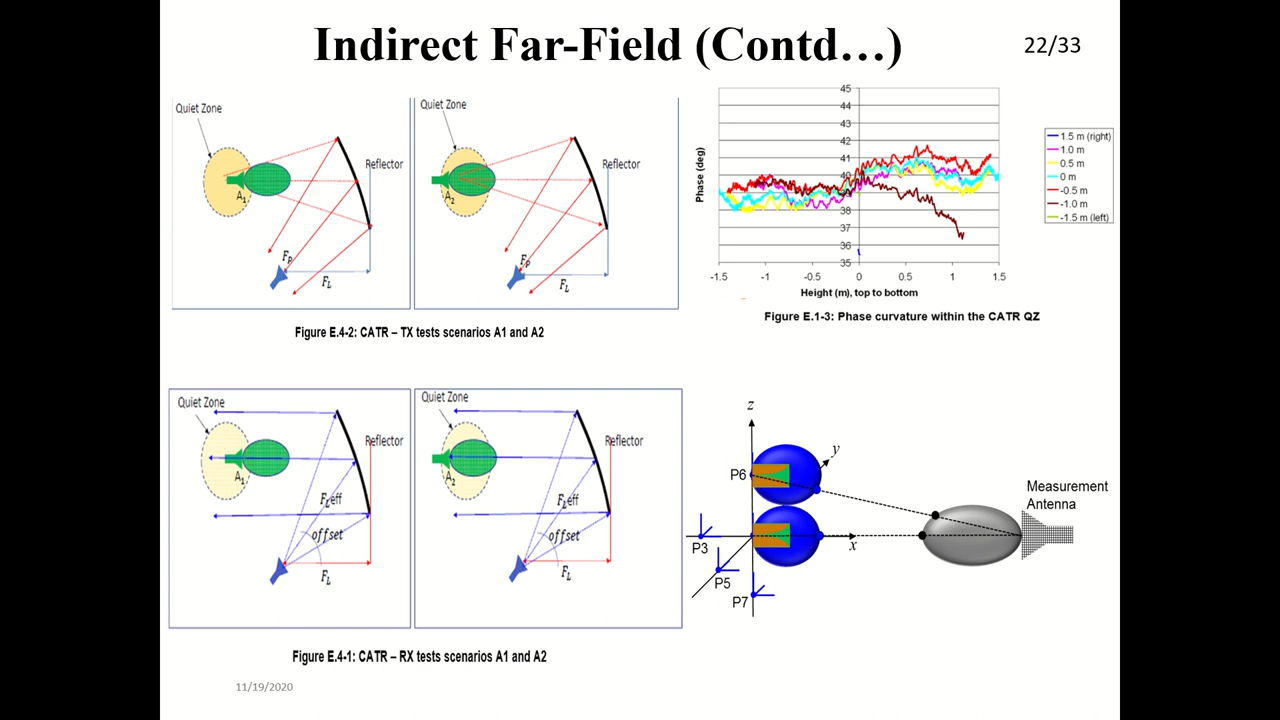 Indirect Far-Field (Contd…)
22/33
Quiet Zone
Reflector
A1
FP
FL
Quiet Zone
Reflector
A2
FP
FL
Figure E.4-2: CATR – TX tests scenarios A1 and A2
45
44
43
42
41
40
39
38
37
36
35
Phase (deg)
-1.5 -1 -0.5 0 0.5 1 1.5
Height (m), top to bottom
1.5 m (right)
1.0 m
0.5 m
0 m
-0.5 m
-1.0 m
-1.5 m (left)
Figure E.1-3: Phase curvature within the CATR QZ
Quiet Zone
Reflector
A1
FLeff
offset
FL
Quiet Zone
Reflector
A2
FLeff
offset
FL
Figure E.4-1: CATR – RX tests scenarios A1 and A2
z
y
P6
x
P3
P5
P7
Measurement
Antenna
11/19/2020